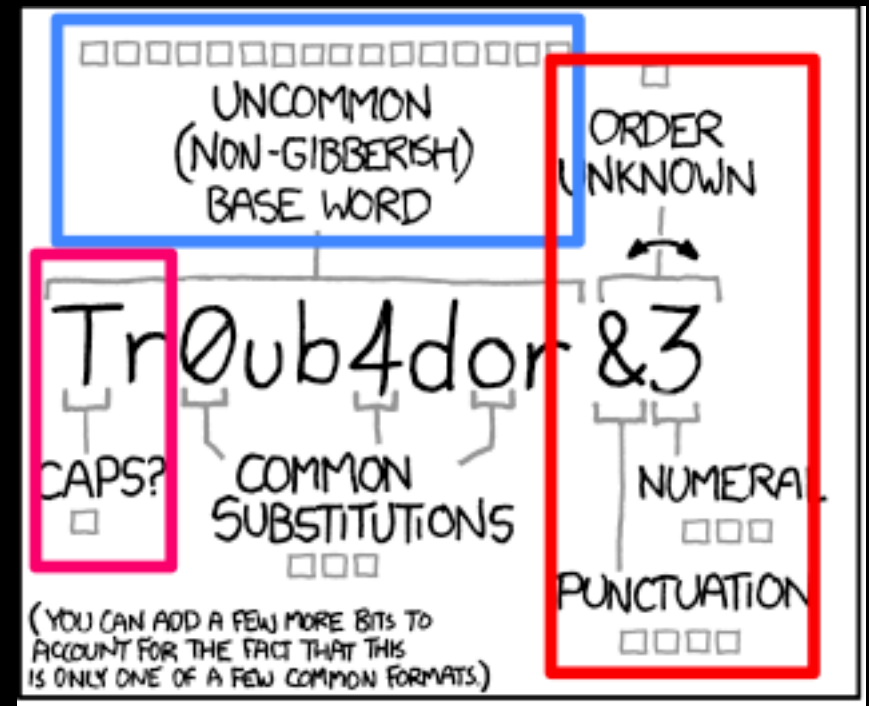 UNCOMMON
(NON-GIBBERISH)
BASE WORD
ORDER
UNKNOWN
Tr0ub4dor &3
CAPS?
COMMON
SUBSTITUTIONS
NUMERAL
PUNCTUATION
(YOU CAN ADD A FEW MORE BITS TO
ACCOUNT FOR THE FACT THAT THIS
IS ONLY ONE OF A FEW COMMON FORMATS.)